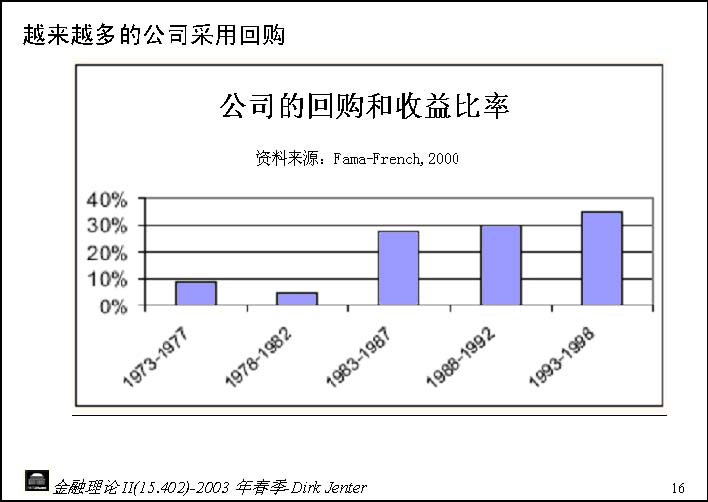 越来越多的公司采用回购
公司的回购和收益比率
资料来源：Fama-French, 2000
40%
30%
20%
10%
0%
1973-1977
1978-1982
1983-1987
1988-1992
1993-1998
金融理论 II(15.402)-2003 年春季-Dirk Jenter
16